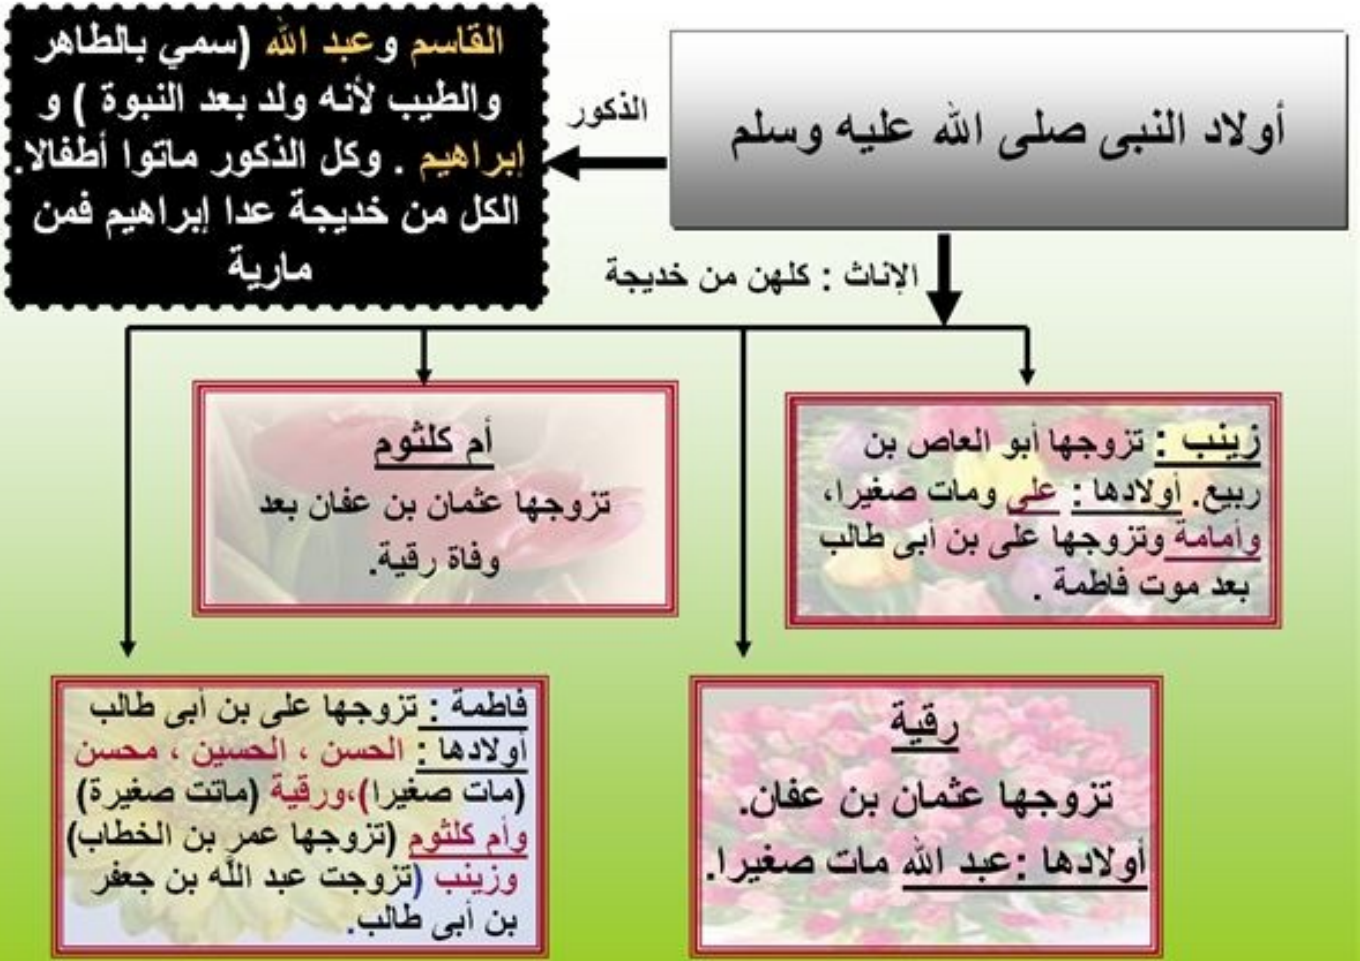 أولاد النبى صلى الله عليه وسلم
الذكور
القاسم وعبد الله (سمي بالطاهر
والطيب لأنه ولد بعد النبوة ) و
إبراهيم . وكل الذكور ماتوا أطفالا.
الكل من خديجة عدا إبراهيم فمن
مارية
الإناث : كلهن من خديجة
زينب : تزوجها أبو العاص بن
ربيع. أولادها : على ومات صغيرا،
وأمامة وتزوجها على بن أبى طالب
بعد موت فاطمة .
أم كلثوم
تزوجها عثمان بن عفان بعد
وفاة رقية.
رقية
تزوجها عثمان بن عفان.
أولادها :عبد الله مات صغيرا.
فاطمة : تزوجها على بن أبى طالب
أولادها : الحسن ، الحسين ، محسن
(مات صغيرا)،ورقية (ماتت صغيرة)
وأم كلثوم (تزوجها عمر بن الخطاب)
وزينب (تزوجت عبد اللَّه بن جعفر
بن أبى طالب.